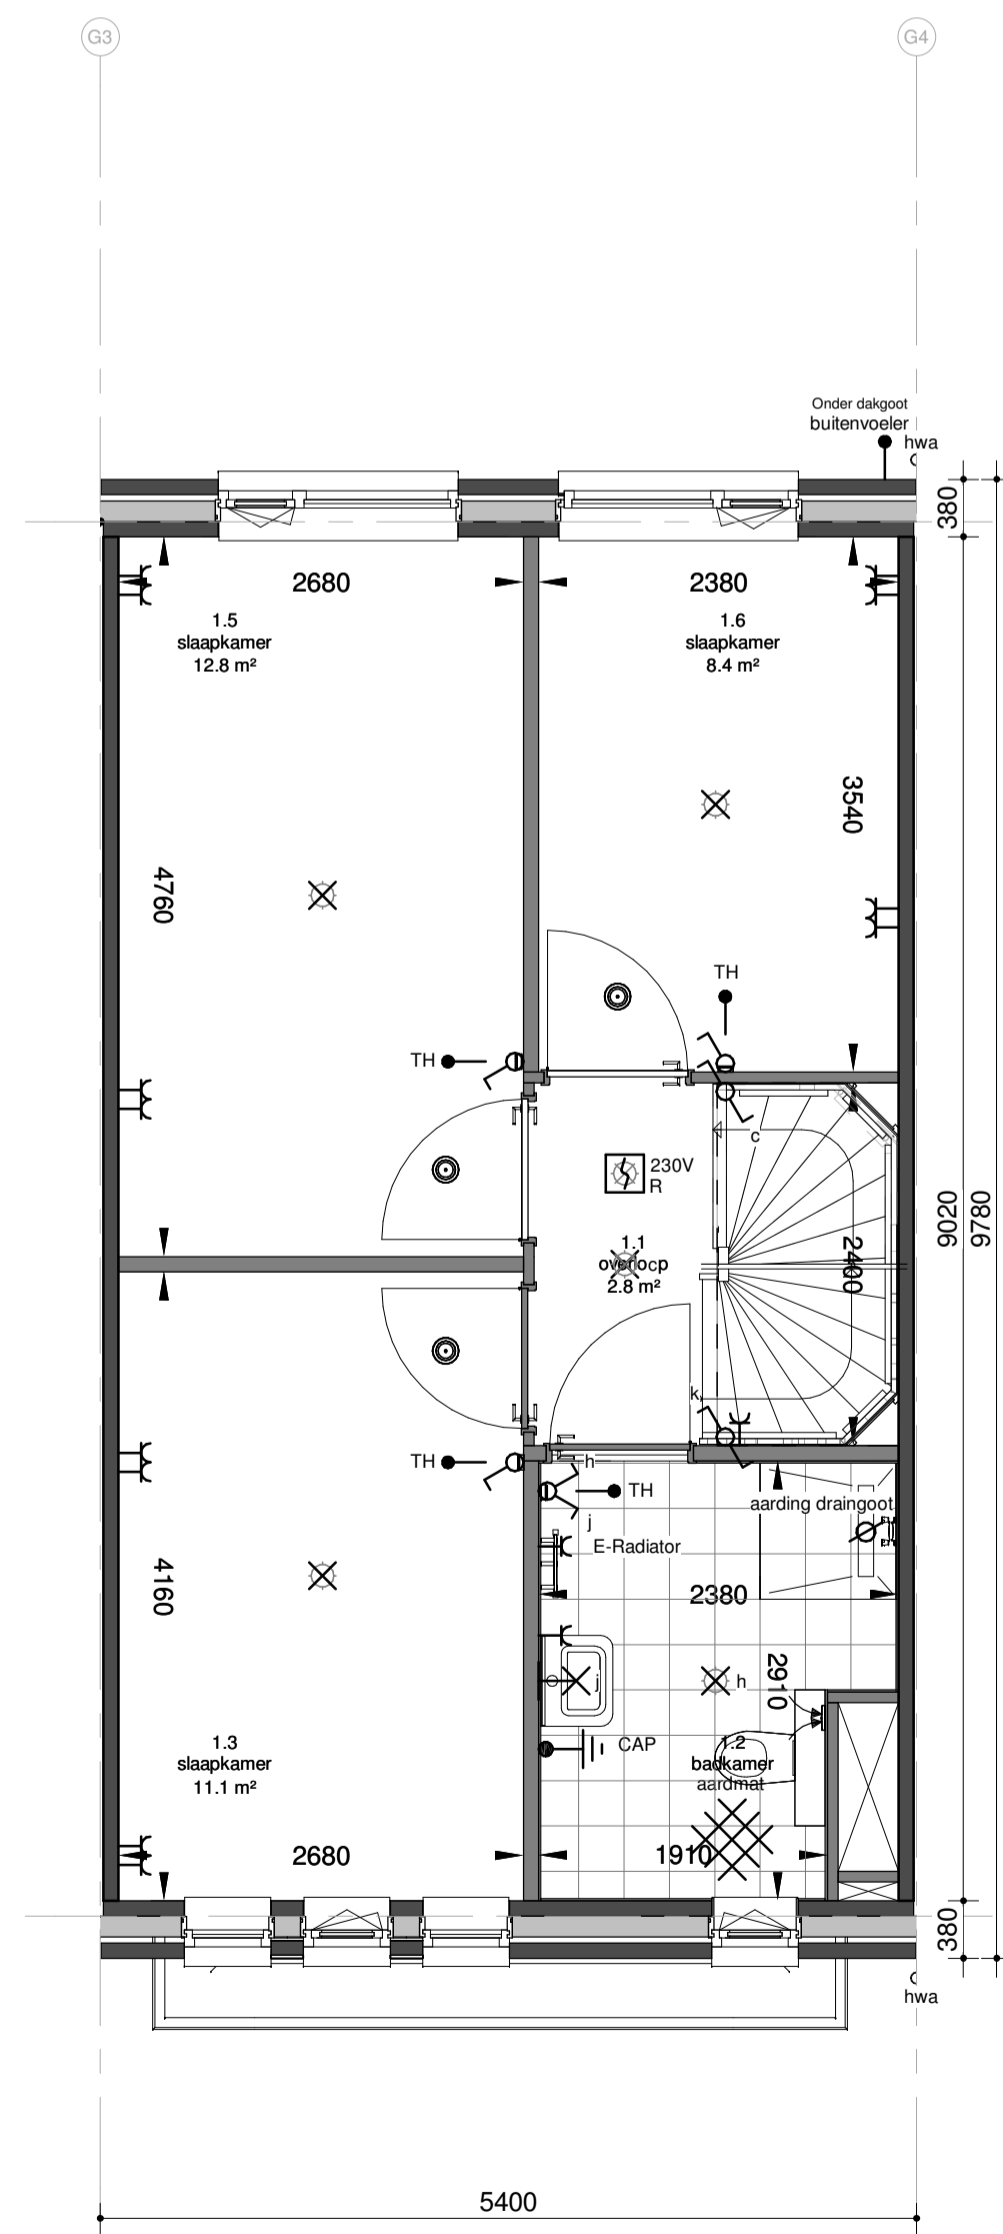 G3
G4
Onder dakgoot
buitenvoeler
hwa
380
2680
2380
1.5
slaapkamer
12.8 m²
1.6
slaapkamer
8.4 m²
3540
4760
TH
TH
c
230V
R
9020
9780
1.1
overloop
c
2.8 m²
2400
k
TH
h
TH
j
aarding draingoot
E-Radiator
4160
2380
2910
j
h
CAP
1.3
slaapkamer
11.1 m²
1.2
badkamer
aardmat
2680
1910
380
hwa
5400